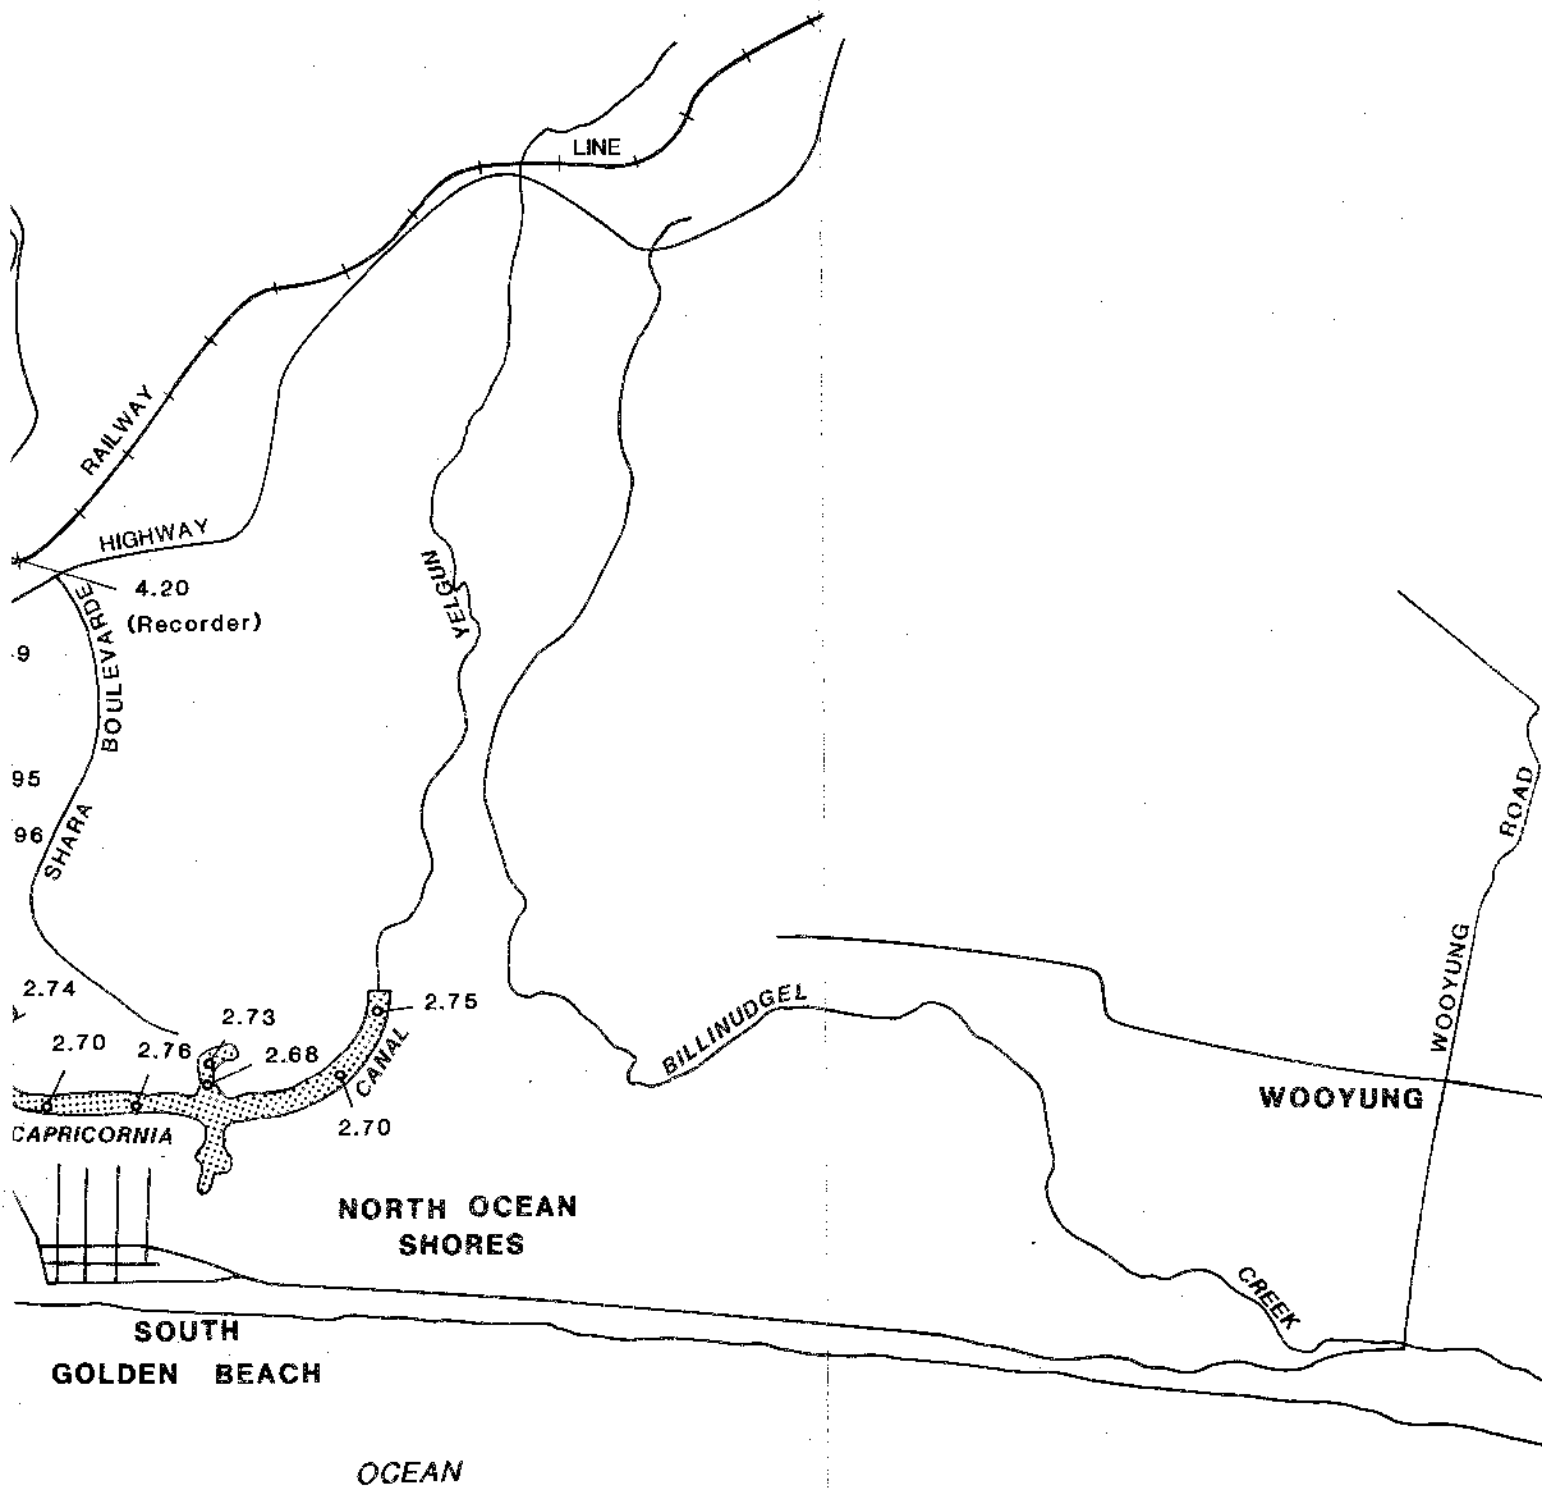 LINE
RAILWAY
HIGHWAY
4.20
(Recorder)
BOULEVARDE
SHARA
YELGUN
9
95
96
ROAD
WOOYUNG
2.74
2.73
2.75
2.70
2.76
2.68
CANAL
2.70
BILLINUDGEL
WOOYUNG
CAPRICORNIA
NORTH OCEAN
SHORES
CREEK
SOUTH
GOLDEN BEACH
OCEAN